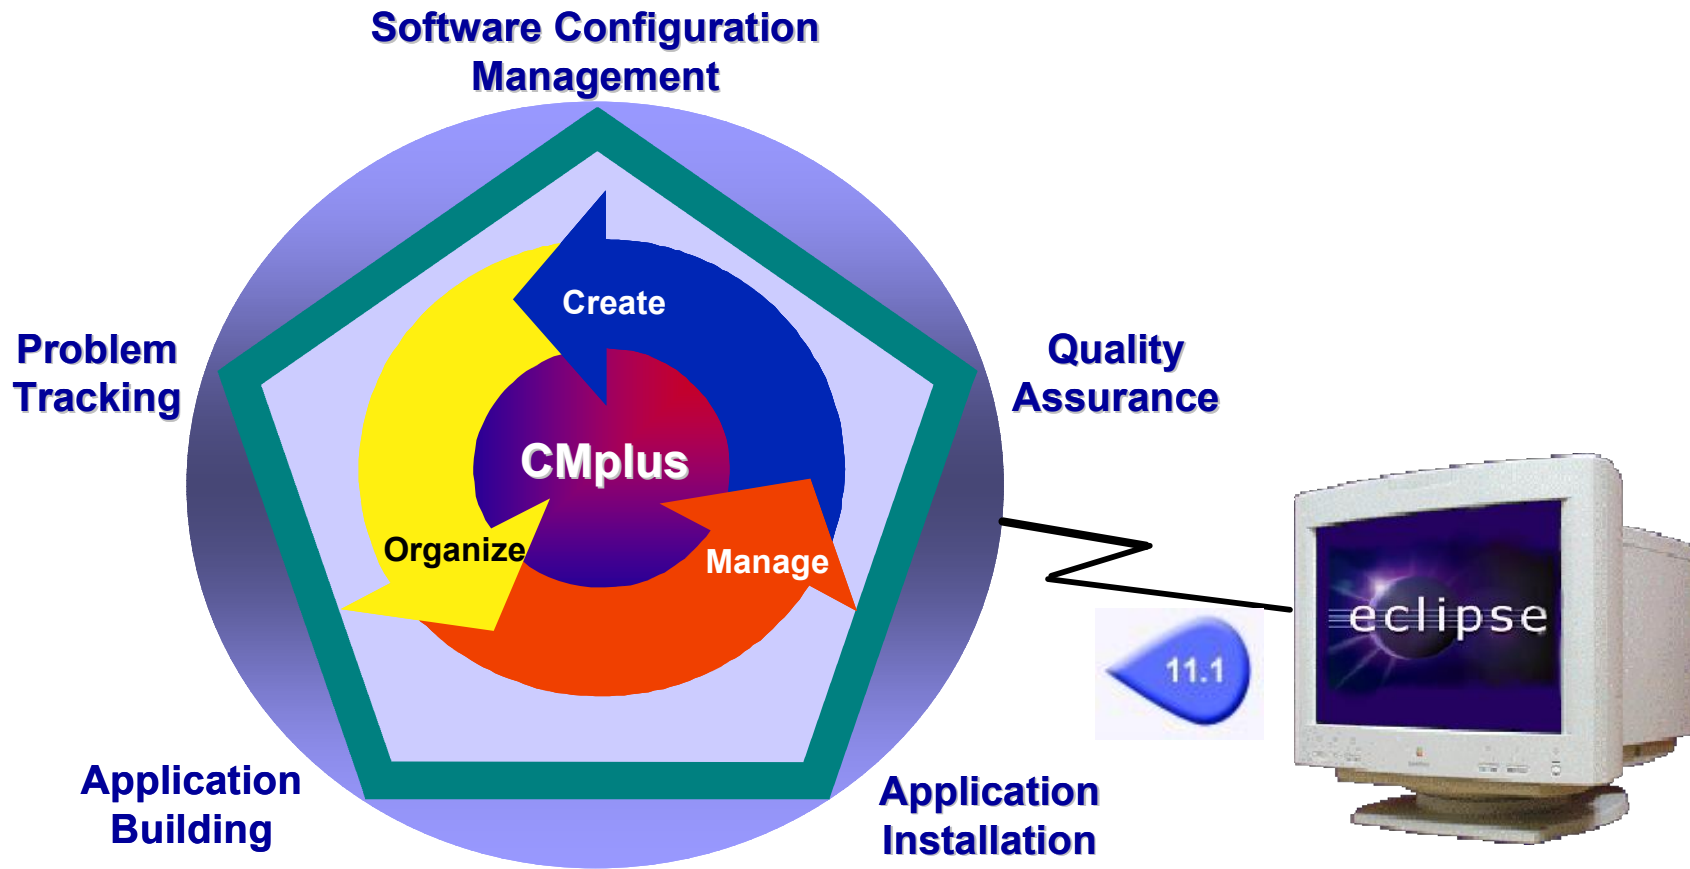 Software Configuration
Management
Problem
Tracking
Quality
Assurance
Create
CMplus
Organize
Manage
eclipse
11.1
Application
Building
Application
Installation